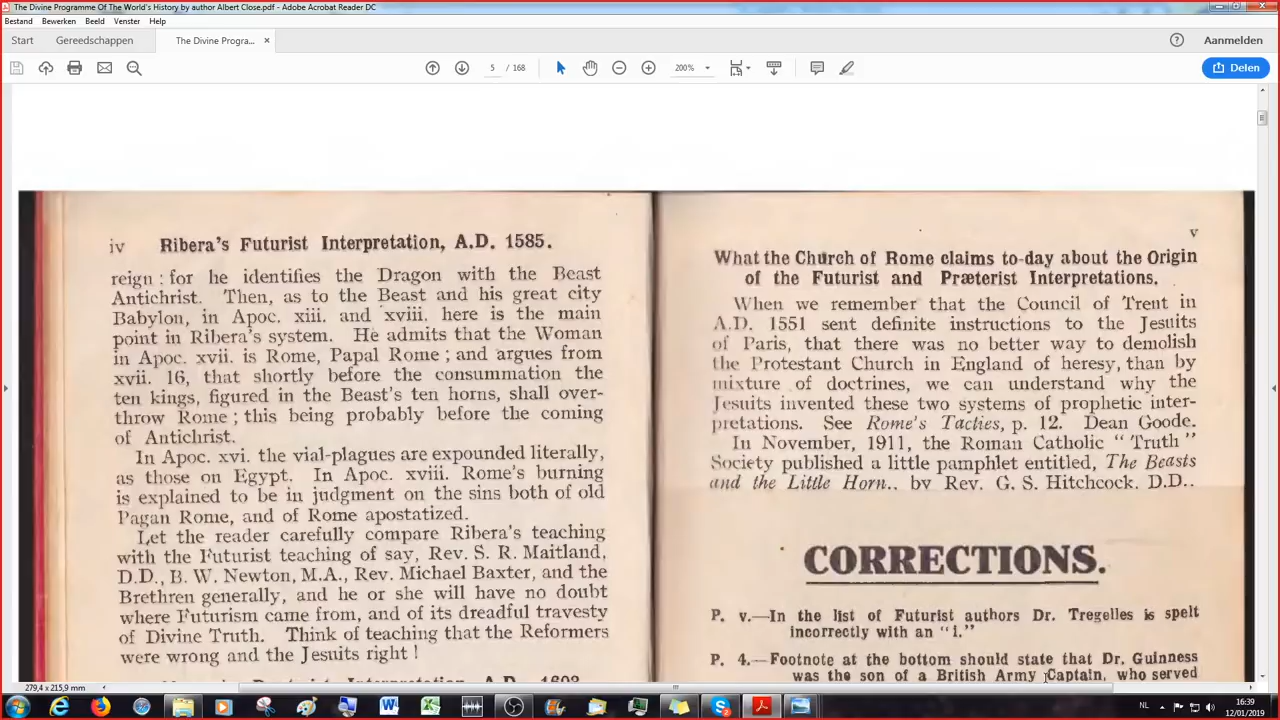 The Divine Programme Of The World's History by author Albert Close.pdf - Adobe Acrobat Reader DC
Bestand Bewerken Beeld Venster Help
Start Gereedschappen The Divine Progra... × Aanmelden
5 / 168 200% Delen
iv Ribera's Futurist Interpretation, A.D. 1585.
reign : for he identifies the Dragon with the Beast
Antichrist. Then, as to the Beast and his great city
Babylon, in Apoc. xiii. and xviii. here is the main
point in Ribera's system. He admits that the Woman
in Apoc. xvii. is Rome, Papal Rome ; and argues from
xvii. 16, that shortly before the consummation the
ten kings, figured in the Beast's ten horns, shall over-
throw Rome ; this being probably before the coming
of Antichrist.
In Apoc. xvi. the vial-plagues are expounded literally,
as those on Egypt. In Apoc. xviii. Rome's burning
is explained to be in judgment on the sins both of old
Pagan Rome, and of Rome apostatized.
Let the reader carefully compare Ribera's teaching
with the Futurist teaching of say, Rev. S. R. Maitland,
D.D., B. W. Newton, M.A., Rev. Michael Baxter, and the
Brethren generally, and he or she will have no doubt
where Futurism came from, and of its dreadful travesty
of Divine Truth. Think of teaching that the Reformers
were wrong and the Jesuits right !
v
What the Church of Rome claims to-day about the Origin
of the Futurist and Præterist Interpretations.
When we remember that the Council of Trent in
A.D. 1551 sent definite instructions to the Jesuits
of Paris, that there was no better way to demolish
the Protestant Church in England of heresy, than by
mixture of doctrines, we can understand why the
Jesuits invented these two systems of prophetic inter-
pretations. See Rome's Tactics, p. 12. Dean Goode.
In November, 1911, the Roman Catholic "Truth"
Society published a little pamphlet entitled, The Beasts
and the Little Horn., by Rev. G. S. Hitchcock. D.D..
CORRECTIONS.
P. v.—In the list of Futurist authors Dr. Tregelles is spelt
incorrectly with an "i."
P. 4.—Footnote at the bottom should state that Dr. Guinness
was the son of a British Army Captain, who served
279,4 x 215,9 mm
NL 16:39
12/01/2019